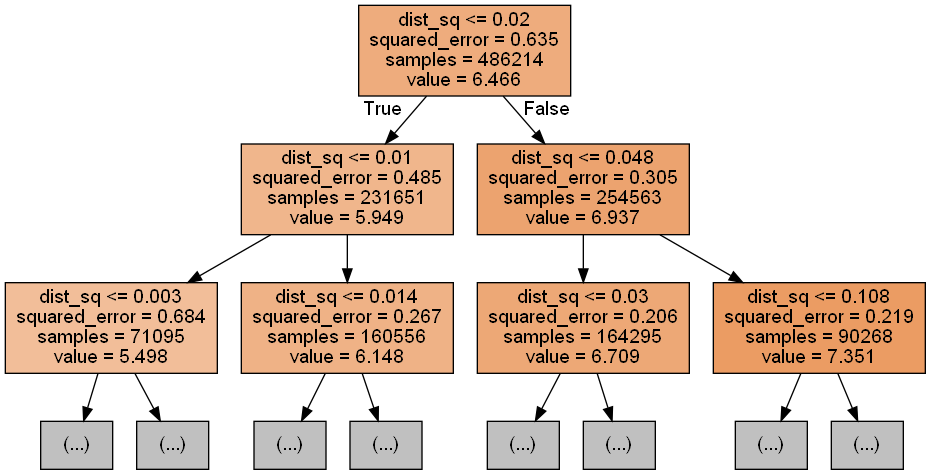 dist_sq <= 0.02
squared_error = 0.635
samples = 486214
value = 6.466
True
False
dist_sq <= 0.01
squared_error = 0.485
samples = 231651
value = 5.949
dist_sq <= 0.048
squared_error = 0.305
samples = 254563
value = 6.937
dist_sq <= 0.003
squared_error = 0.684
samples = 71095
value = 5.498
dist_sq <= 0.014
squared_error = 0.267
samples = 160556
value = 6.148
dist_sq <= 0.03
squared_error = 0.206
samples = 164295
value = 6.709
dist_sq <= 0.108
squared_error = 0.219
samples = 90268
value = 7.351
(...)
(...)
(...)
(...)
(...)
(...)
(...)
(...)